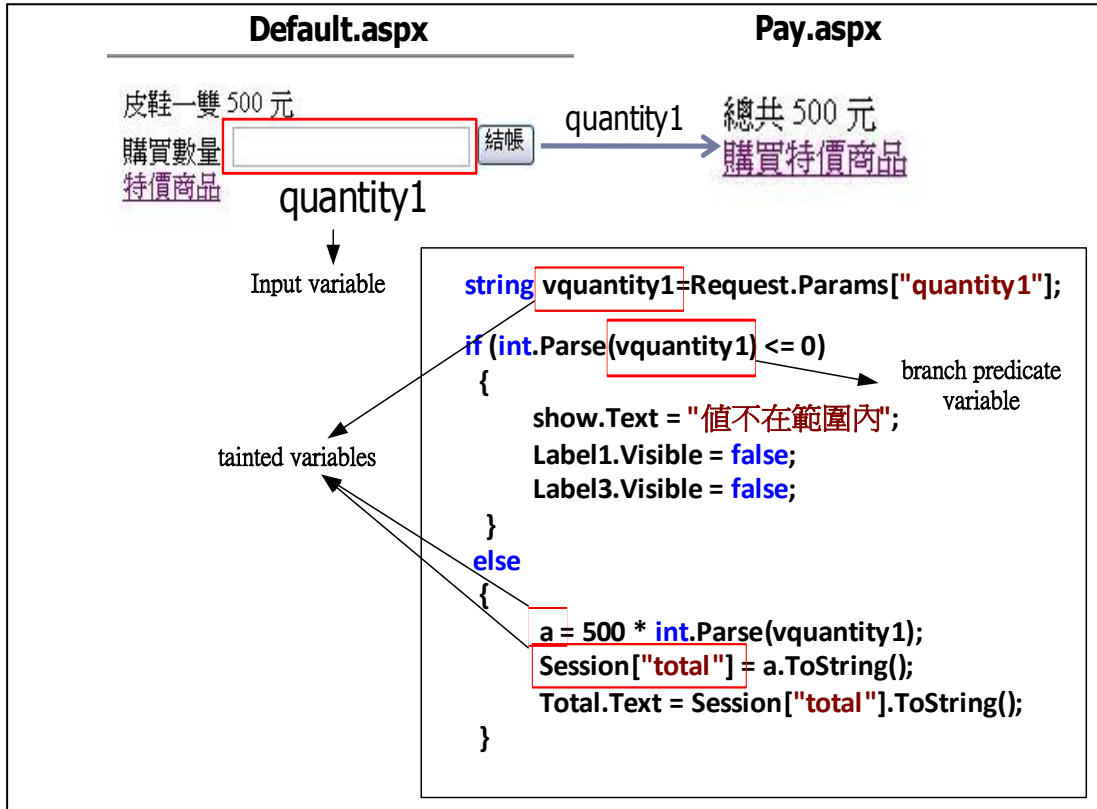 Default.aspx
Pay.aspx
皮鞋一雙 500 元
購買數量
結帳
特價商品
quantity1
quantity1
總共 500 元
購買特價商品
Input variable
string vquantity1=Request.Params["quantity1"];
if (int.Parse(vquantity1) <= 0)
{
show.Text = "值不在範圍內";
Label1.Visible = false;
Label3.Visible = false;
}
else
{
a = 500 * int.Parse(vquantity1);
Session["total"] = a.ToString();
Total.Text = Session["total"].ToString();
}
branch predicate
variable
tainted variables